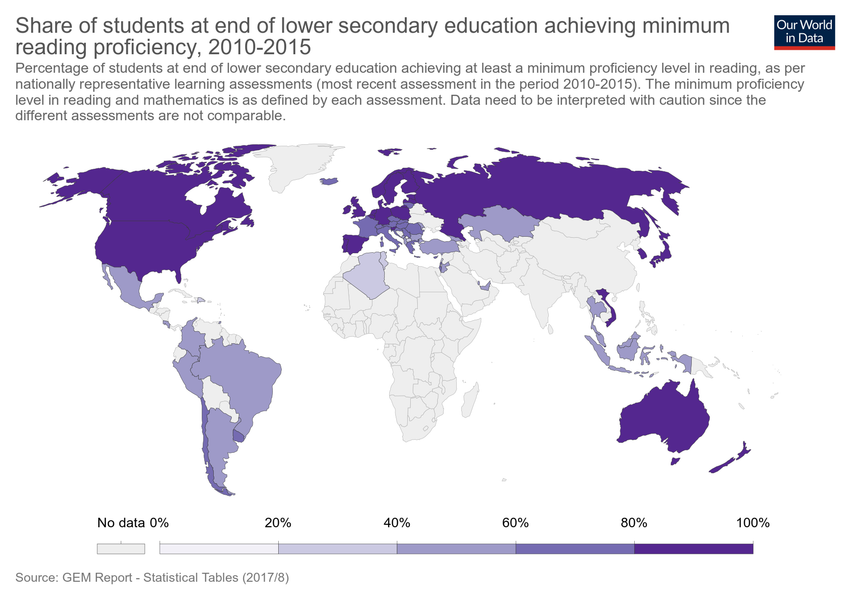 Share of students at end of lower secondary education achieving minimum
reading proficiency, 2010-2015
Our World
in Data
Percentage of students at end of lower secondary education achieving at least a minimum proficiency level in reading, as per
nationally representative learning assessments (most recent assessment in the period 2010-2015). The minimum proficiency
level in reading and mathematics is as defined by each assessment. Data need to be interpreted with caution since the
different assessments are not comparable.
No data 0% 20% 40% 60% 80% 100%
Source: GEM Report - Statistical Tables (2017/8)